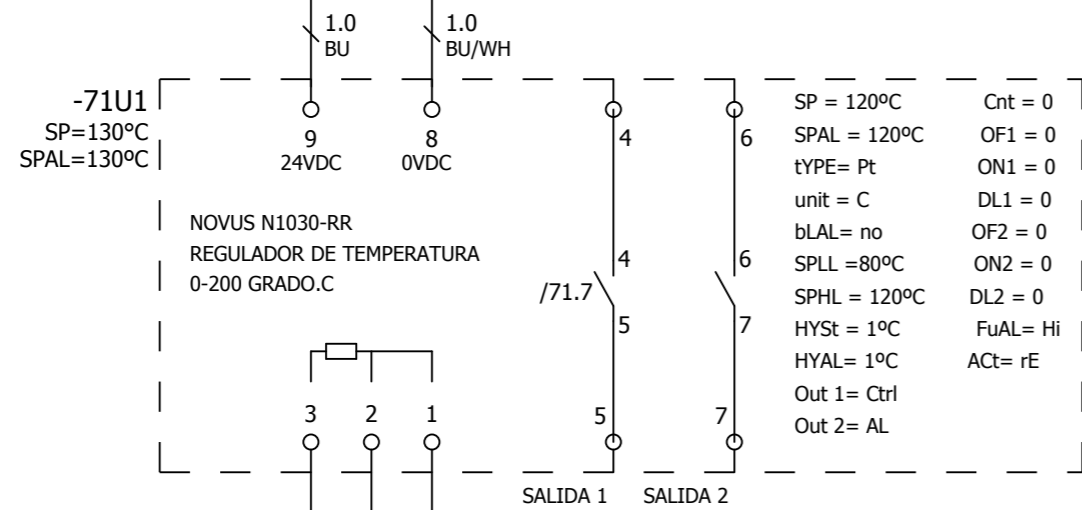 1.0
BU
1.0
BU/WH
-71U1
SP=130°C
SPAL=130ºC
9
24VDC
8
0VDC
4
6
NOVUS N1030-RR
REGULADOR DE TEMPERATURA
0-200 GRADO.C
4
6
/71.7
5
7
3
2
1
5
7
SALIDA 1
SALIDA 2
SP = 120ºC
SPAL = 120ºC
tYPE= Pt
unit = C
bLAL= no
SPLL =80ºC
SPHL = 120ºC
HYSt = 1ºC
HYAL= 1ºC
Out 1= Ctrl
Out 2= AL
Cnt = 0
OF1 = 0
ON1 = 0
DL1 = 0
OF2 = 0
ON2 = 0
DL2 = 0
FuAL= Hi
ACt= rE